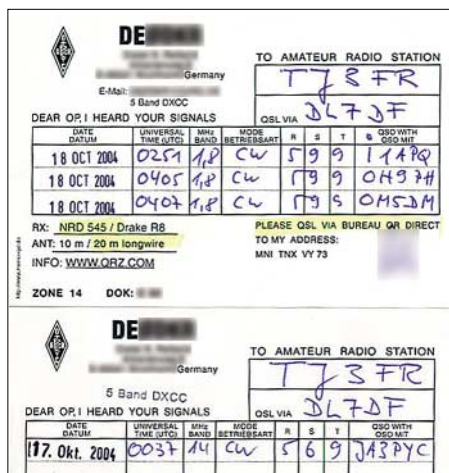 DE
Germany
E-Mail:
5 Band DXCC
TO AMATEUR RADIO STATION
TJ3FR
DEAR OP, I HEARD YOUR SIGNALS
QSL VIA DL7DF
DATE DATUM UNIVERSAL TIME (UTC) MHz BAND MODE BETRIEBSART R S T QSO WITH QSO MIT
18 OCT 2004 0251 1,8 CW 5 9 9 I1APQ
18 OCT 2004 0405 1,8 CW 5 9 9 OH97H
18 OCT 2004 0407 1,8 CW 5 9 9 OM5DM
RX: NRD 545 / Drake R8
PLEASE QSL VIA BUREAU OR DIRECT
ANT: 10 m / 20 m longwire
TO MY ADDRESS:
INFO: WWW.QRZ.COM
MNI TNX VY 73
ZONE 14 DOK:
DE
Germany
5 Band DXCC
TO AMATEUR RADIO STATION
TJ3FR
DEAR OP, I HEARD YOUR SIGNALS
QSL VIA DL7DF
DATE DATUM UNIVERSAL TIME (UTC) MHz BAND MODE BETRIEBSART R S T QSO WITH QSO MIT
17. Okt. 2004 0037 14 CW 5 6 9 JA3PYC